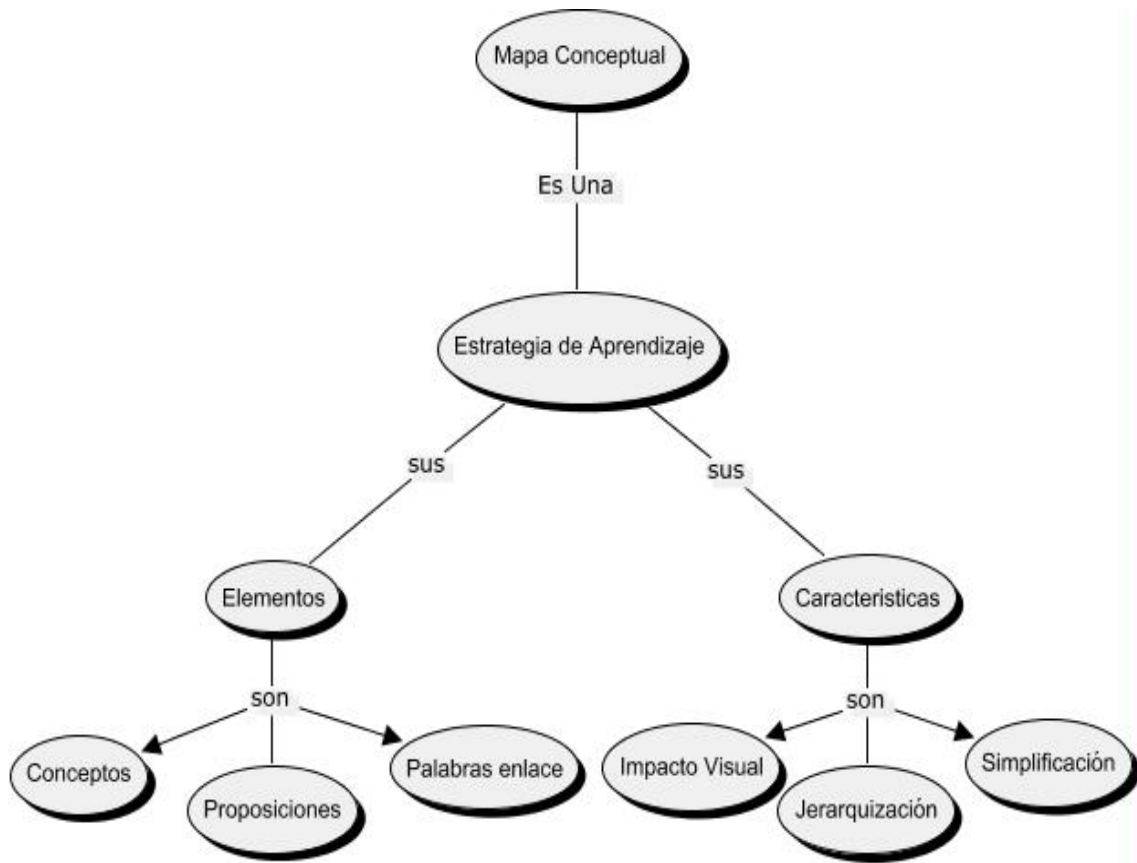 Mapa Conceptual
Es Una
Estrategia de Aprendizaje
sus
sus
Elementos
Caracteristicas
son
son
Conceptos
Proposiciones
Palabras enlace
Impacto Visual
Jerarquización
Simplificación